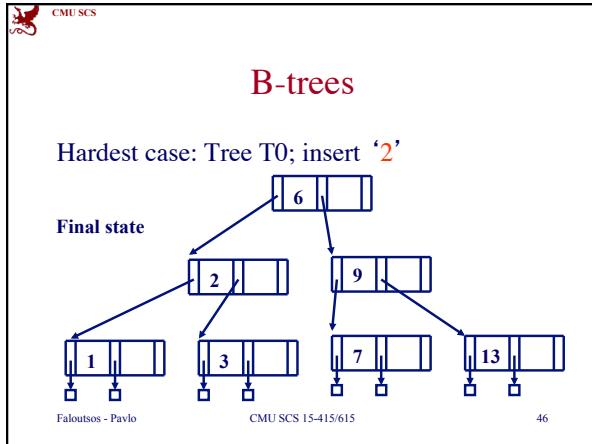 CMU SCS
B-trees
Hardest case: Tree T0; insert ‘2’
6
Final state
2 9
1 3 7 13
Faloutsos - Pavlo CMU SCS 15-415/615 46